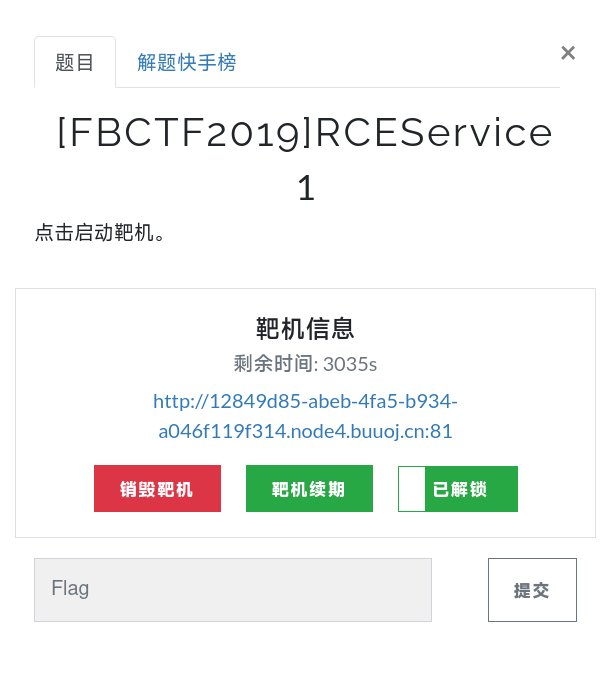 题目 解题快手榜 ×
[FBCTF2019]RCEService
1
点击启动靶机。
靶机信息
剩余时间: 3035s
http://12849d85-abeb-4fa5-b934-
a046f119f314.node4.buuoj.cn:81
销毁靶机 靶机续期 已解锁
Flag 提交